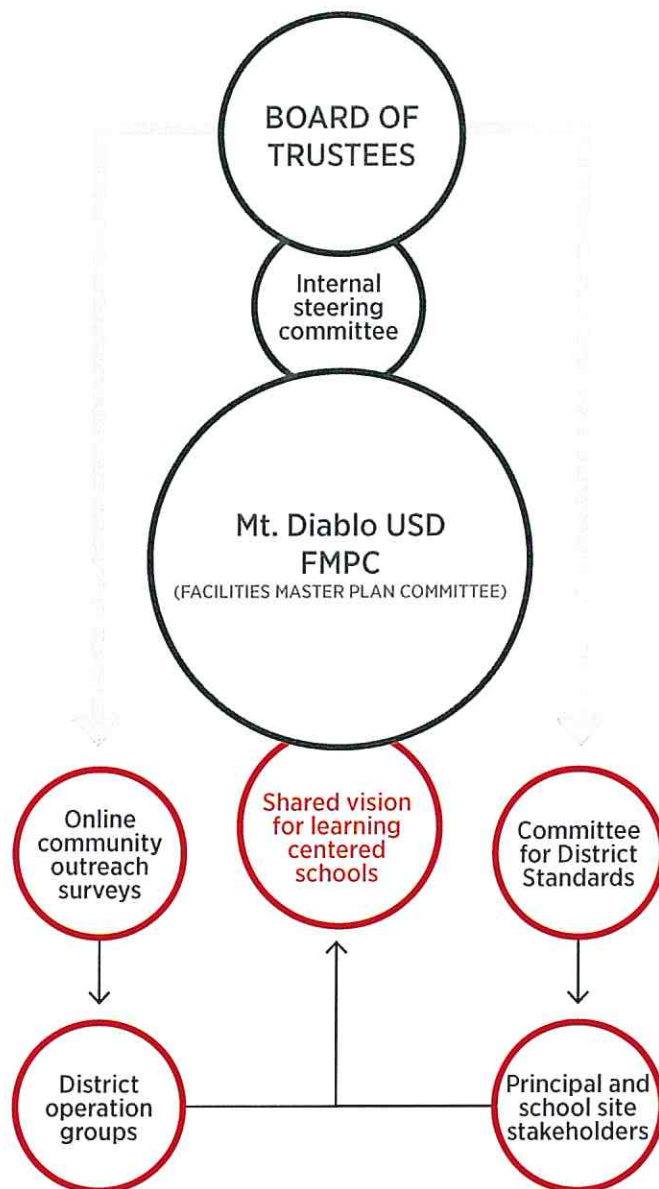 BOARD OF
TRUSTEES
Internal
steering
committee
Mt. Diablo USD
FMPC
(FACILITIES MASTER PLAN COMMITTEE)
Shared vision
for learning
centered
schools
Online
community
outreach
surveys
Committee
for District
Standards
District
operation
groups
Principal and
school site
stakeholders